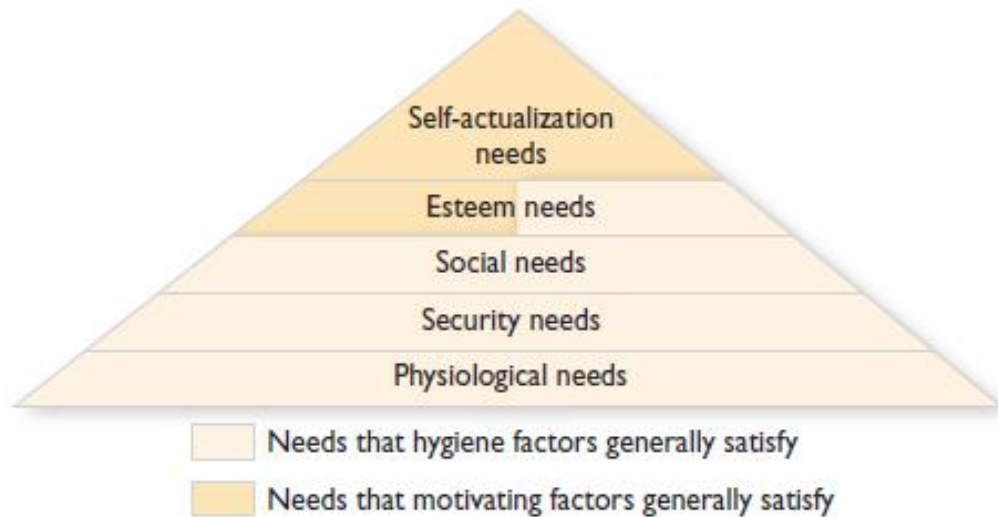 Self-actualization
needs
Esteem needs
Social needs
Security needs
Physiological needs
Needs that hygiene factors generally satisfy
Needs that motivating factors generally satisfy